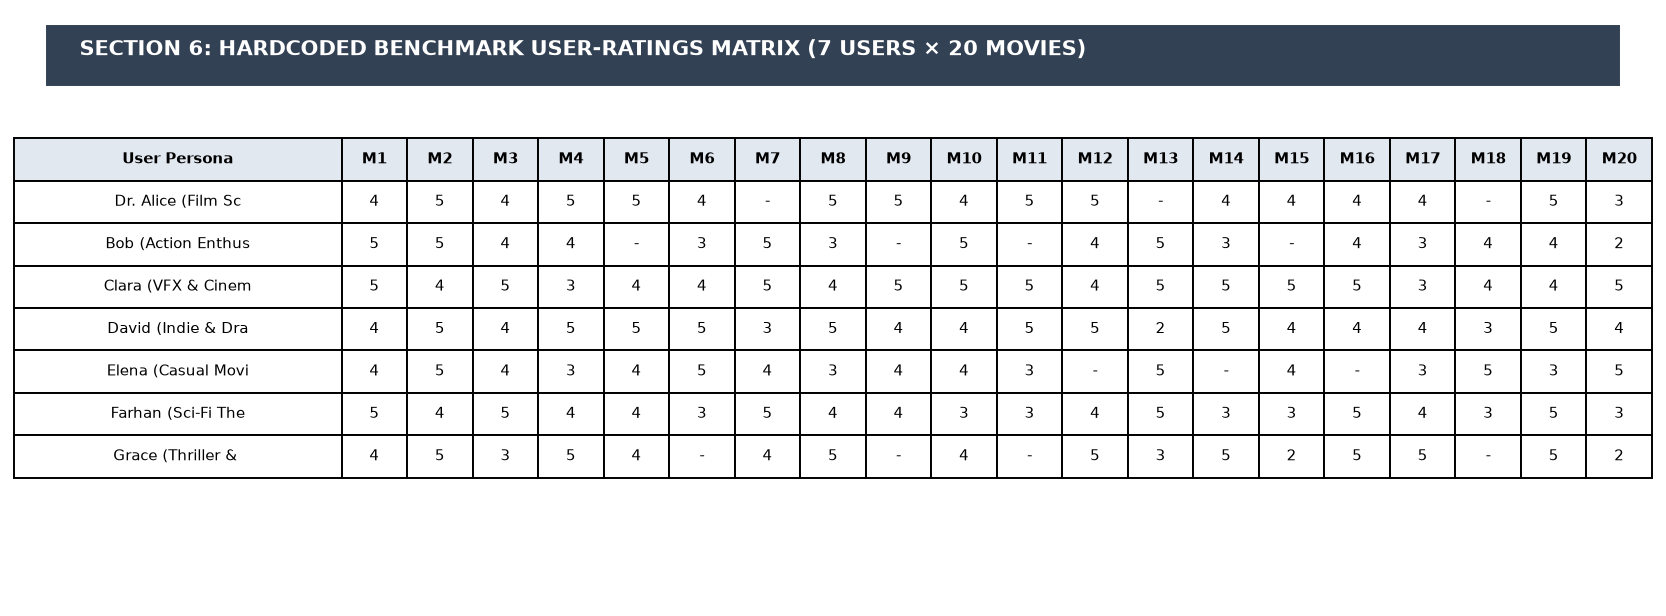 SECTION 6: HARDCODED BENCHMARK USER-RATINGS MATRIX (7 USERS × 20 MOVIES)
User Persona M1 M2 M3 M4 M5 M6 M7 M8 M9 M10 M11 M12 M13 M14 M15 M16 M17 M18 M19 M20
Dr. Alice (Film Sc 4 5 4 5 5 4 - 5 5 4 5 5 - 4 4 4 4 - 5 3
Bob (Action Enthus 5 5 4 4 - 3 5 3 - 5 - 4 5 3 - 4 3 4 4 2
Clara (VFX & Cinem 5 4 5 3 4 4 5 4 5 5 5 4 5 5 5 5 3 4 4 5
David (Indie & Dra 4 5 4 5 5 5 3 5 4 4 5 5 2 5 4 4 4 3 5 4
Elena (Casual Movi 4 5 4 3 4 5 4 3 4 4 3 - 5 - 4 - 3 5 3 5
Farhan (Sci-Fi The 5 4 5 4 4 3 5 4 4 3 3 4 5 3 3 5 4 3 5 3
Grace (Thriller & 4 5 3 5 4 - 4 5 - 4 - 5 3 5 2 5 5 - 5 2